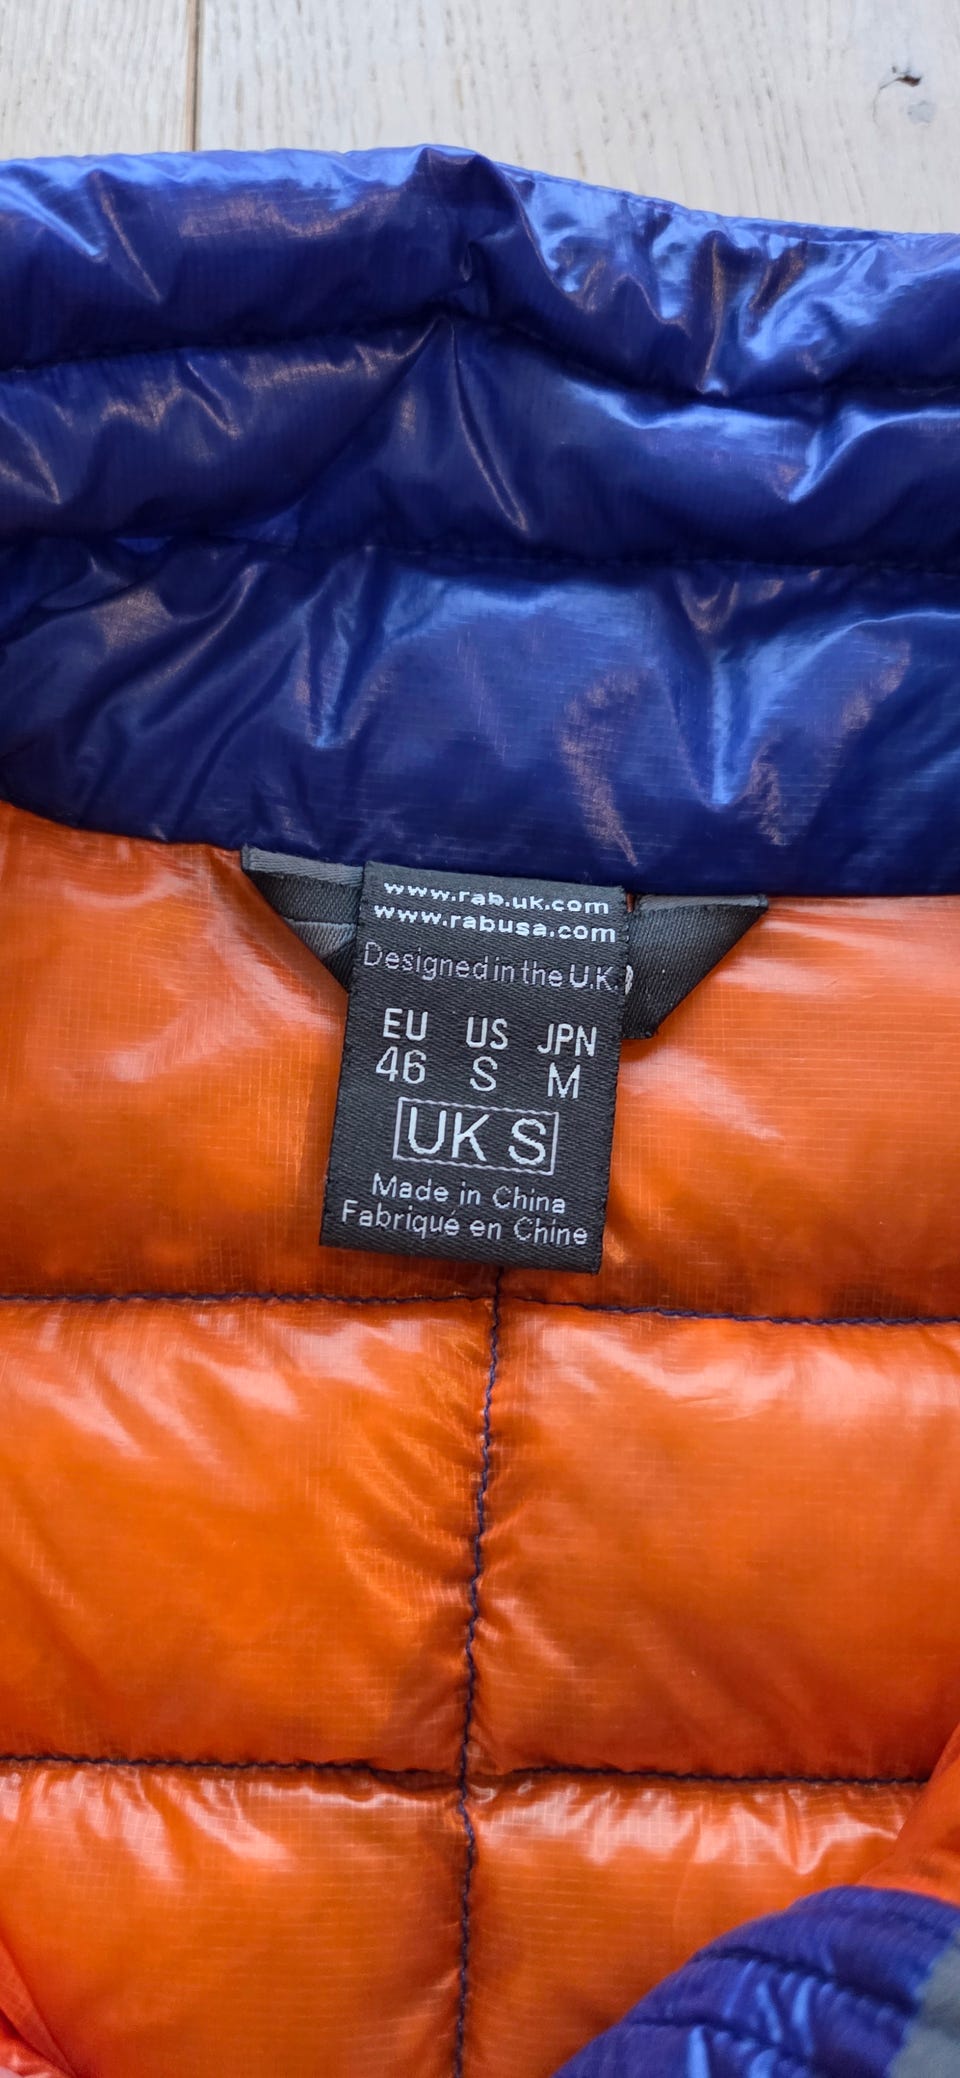 www.rab.uk.com
www.rabusa.com
Designed in the U.K.
EU US JPN
46 S M
UK S
Made in China
Fabriqué en Chine